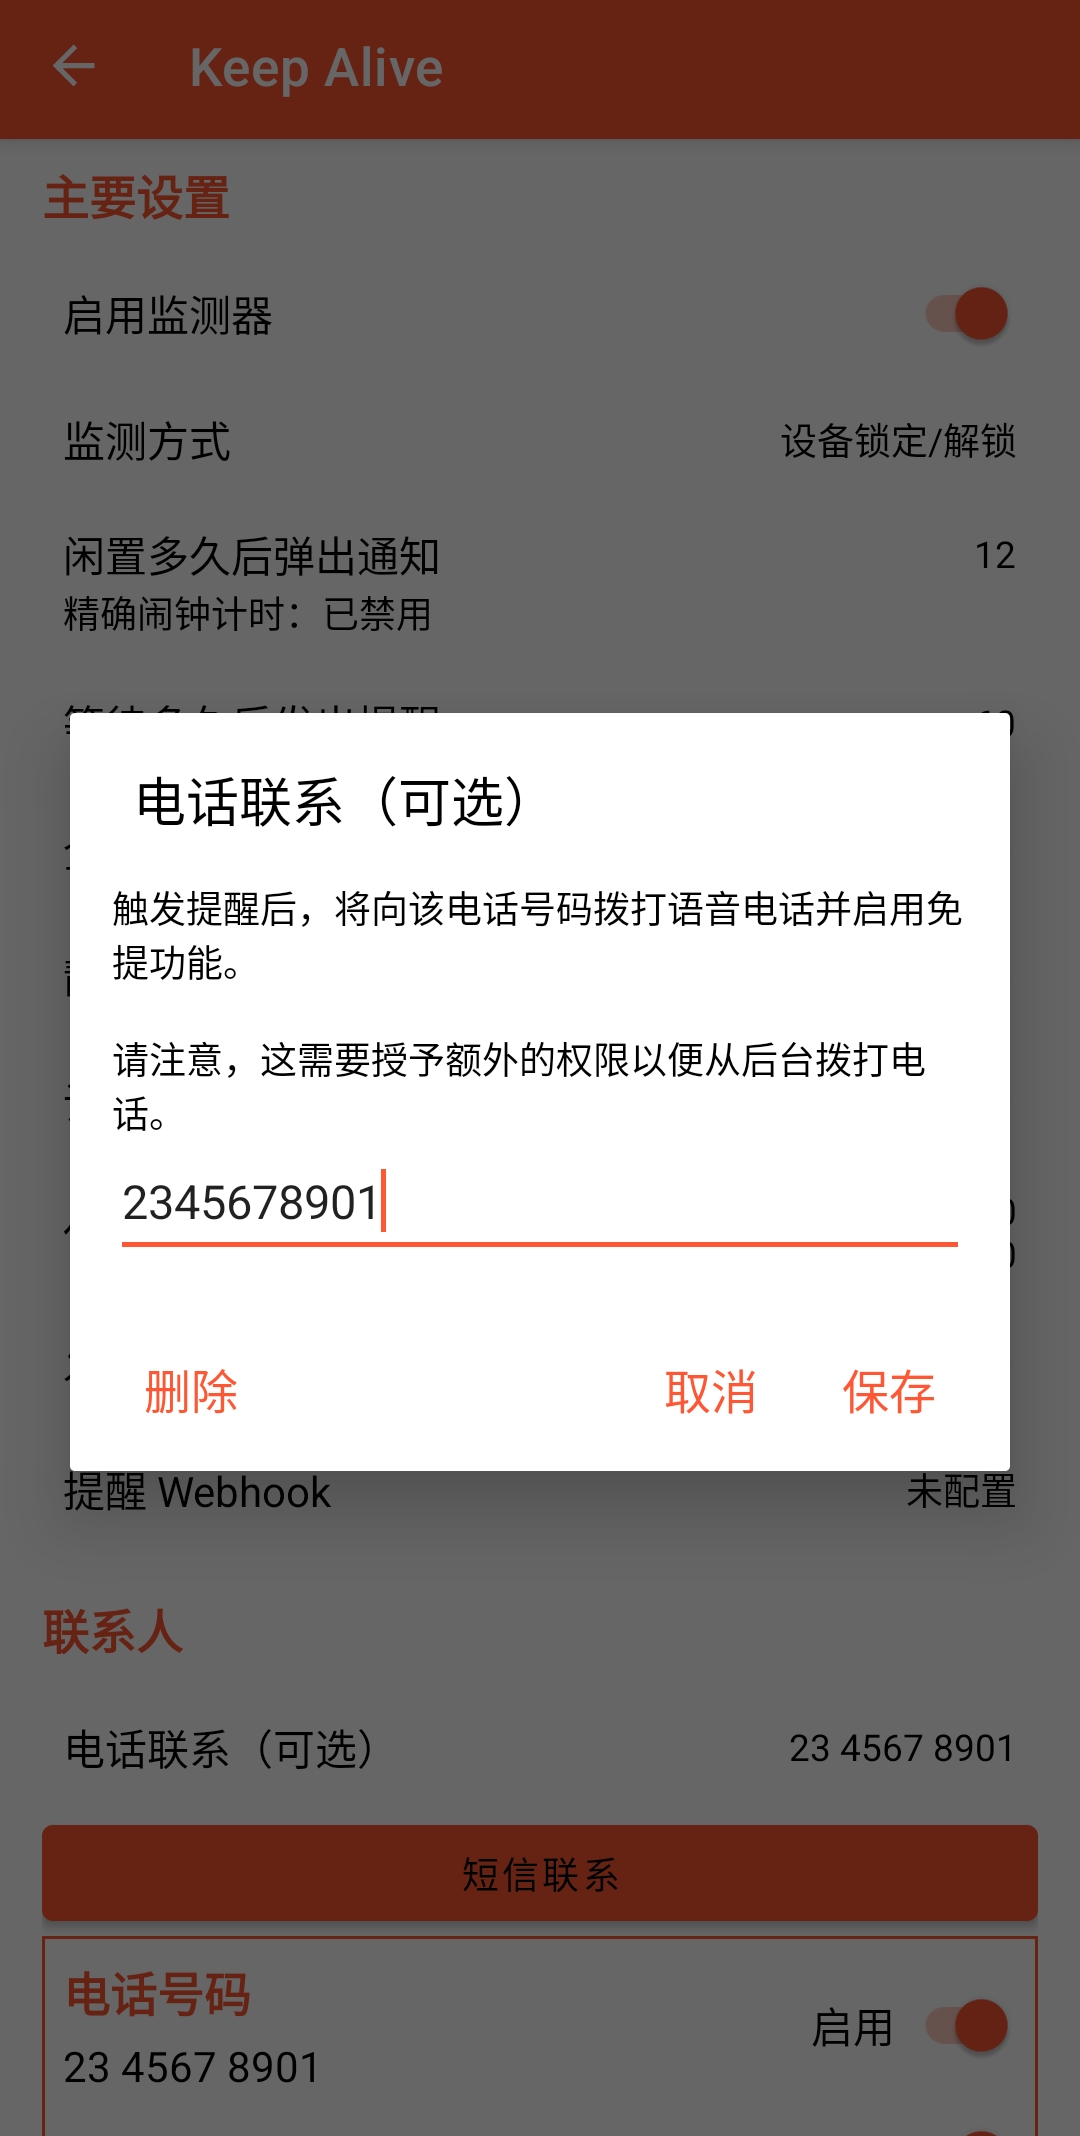 Keep Alive
主要设置
启用监测器
监测方式
设备锁定/解锁
闲置多久后弹出通知
12
精确闹钟计时：已禁用
电话联系（可选）
触发提醒后，将向该电话号码拨打语音电话并启用免
提功能。
请注意，这需要授予额外的权限以便从后台拨打电
话。
2345678901
删除
取消
保存
提醒 Webhook
未配置
联系人
电话联系（可选）
23 4567 8901
短信联系
电话号码
启用
23 4567 8901